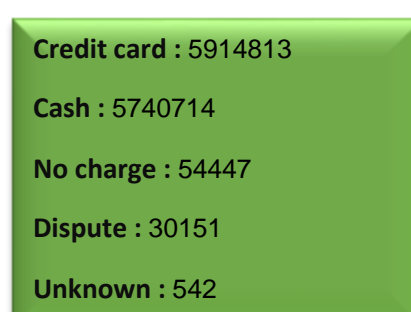 Credit card : 5914813
Cash : 5740714
No charge : 54447
Dispute : 30151
Unknown : 542